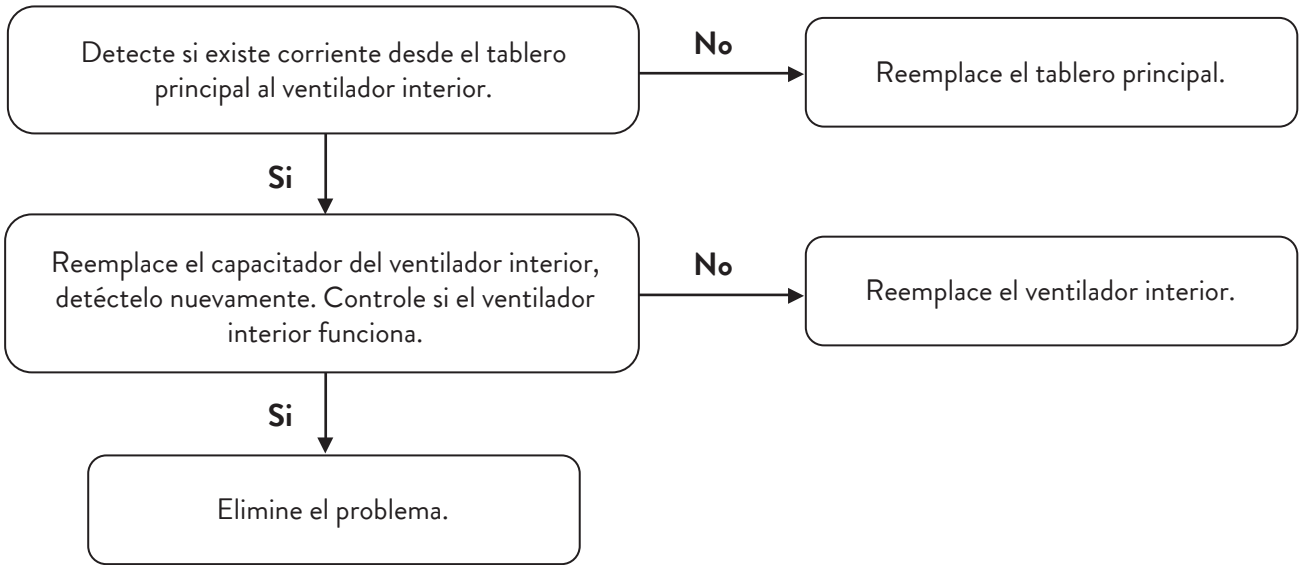 Detecte si existe corriente desde el tablero
principal al ventilador interior.
No
Reemplace el tablero principal.
Si
Reemplace el capacitador del ventilador interior,
detéctelo nuevamente. Controle si el ventilador
interior funciona.
No
Reemplace el ventilador interior.
Si
Elimine el problema.